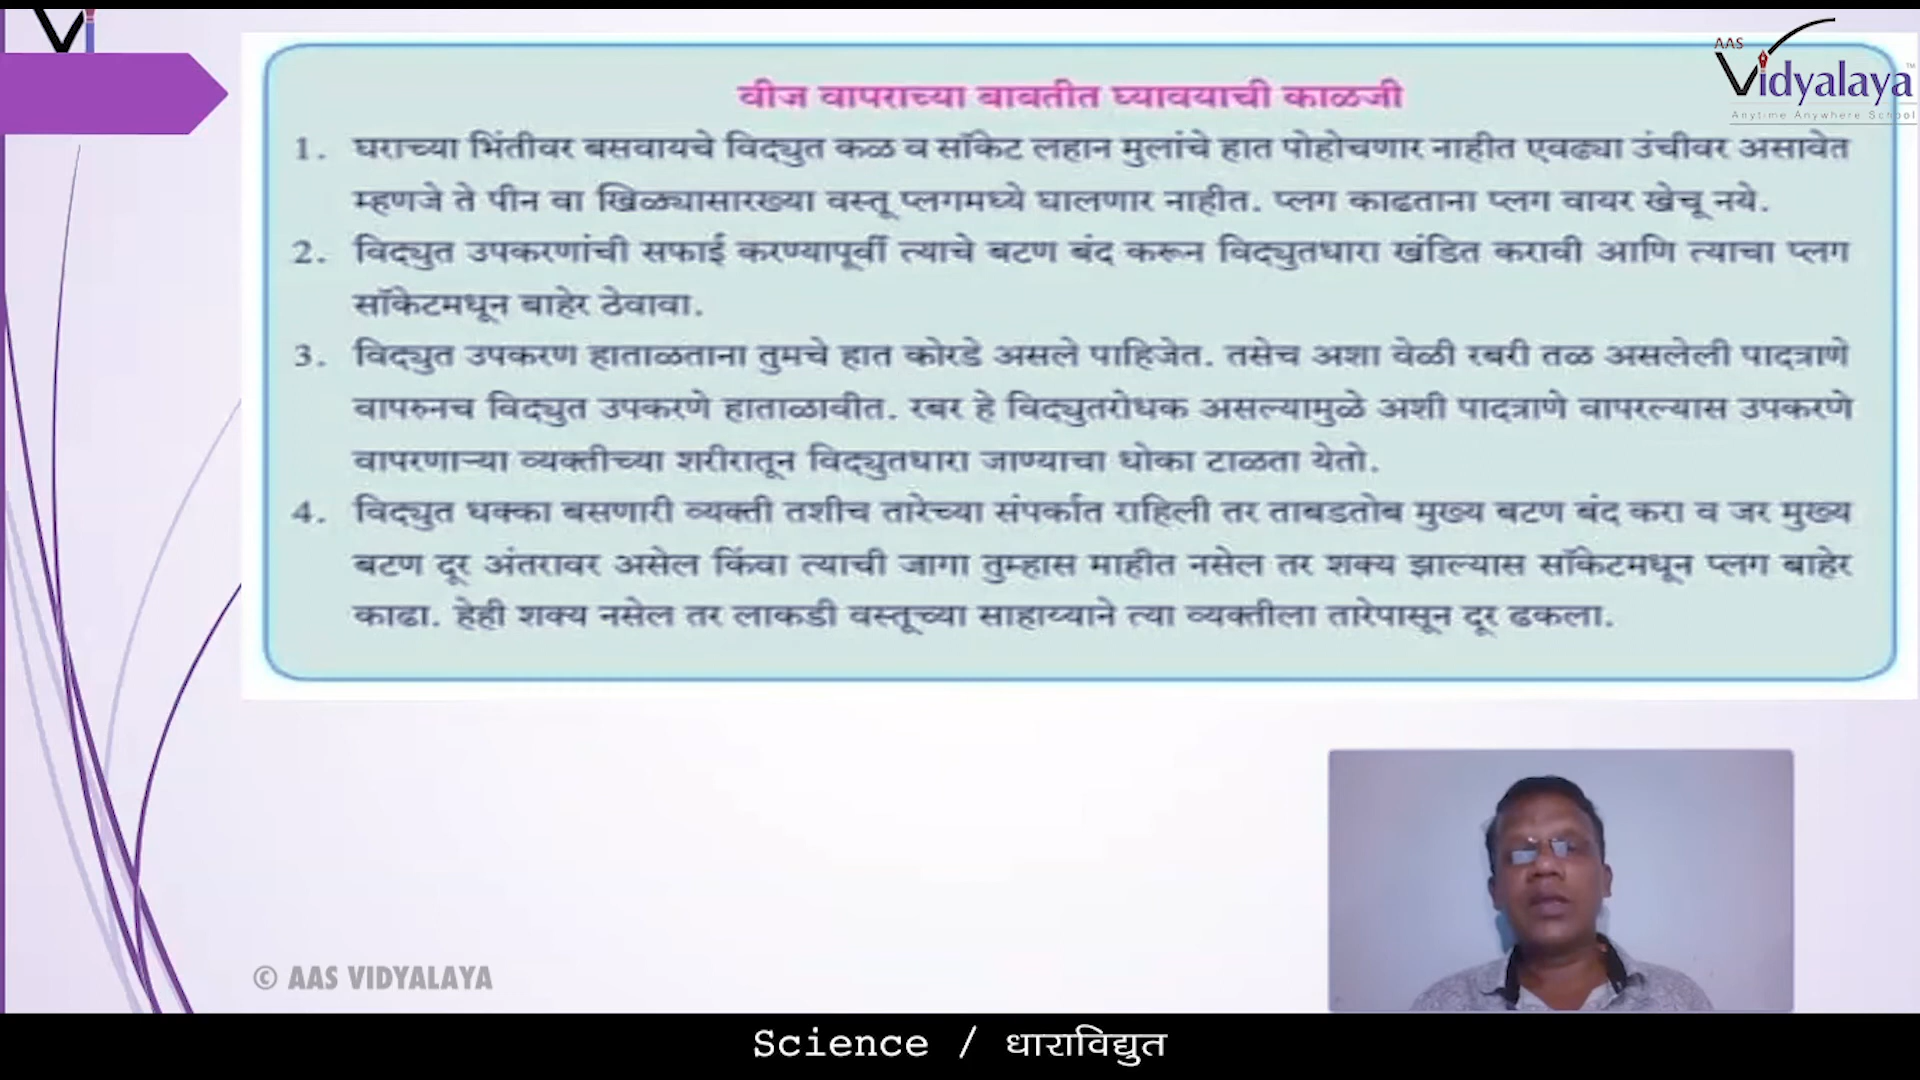 Vi
AAS
Vidyalaya
TM
Anytime Anywhere School
वीज वापराच्या बाबतीत घ्यावयाची काळजी
1. घराच्या भिंतीवर बसवायचे विद्युत कळ व सॉकेट लहान मुलांचे हात पोहोचणार नाहीत एवढ्या उंचीवर असावेत
म्हणजे ते पीन वा खिळ्यासारख्या वस्तू प्लगमध्ये घालणार नाहीत. प्लग काढताना प्लग वायर खेचू नये.
2. विद्युत उपकरणांची सफाई करण्यापूर्वी त्याचे बटण बंद करून विद्युतधारा खंडित करावी आणि त्याचा प्लग
सॉकेटमधून बाहेर ठेवावा.
3. विद्युत उपकरण हाताळताना तुमचे हात कोरडे असले पाहिजेत. तसेच अशा वेळी रबरी तळ असलेली पादत्राणे
वापरुनच विद्युत उपकरणे हाताळावीत. रबर हे विद्युतरोधक असल्यामुळे अशी पादत्राणे वापरल्यास उपकरणे
वापरणाऱ्या व्यक्तीच्या शरीरातून विद्युतधारा जाण्याचा धोका टाळता येतो.
4. विद्युत धक्का बसणारी व्यक्ती तशीच तारेच्या संपर्कात राहिली तर ताबडतोब मुख्य बटण बंद करा व जर मुख्य
बटण दूर अंतरावर असेल किंवा त्याची जागा तुम्हास माहीत नसेल तर शक्य झाल्यास सॉकेटमधून प्लग बाहेर
काढा. हेही शक्य नसेल तर लाकडी वस्तूच्या साहाय्याने त्या व्यक्तीला तारेपासून दूर ढकला.
© AAS VIDYALAYA
Science / धाराविद्युत